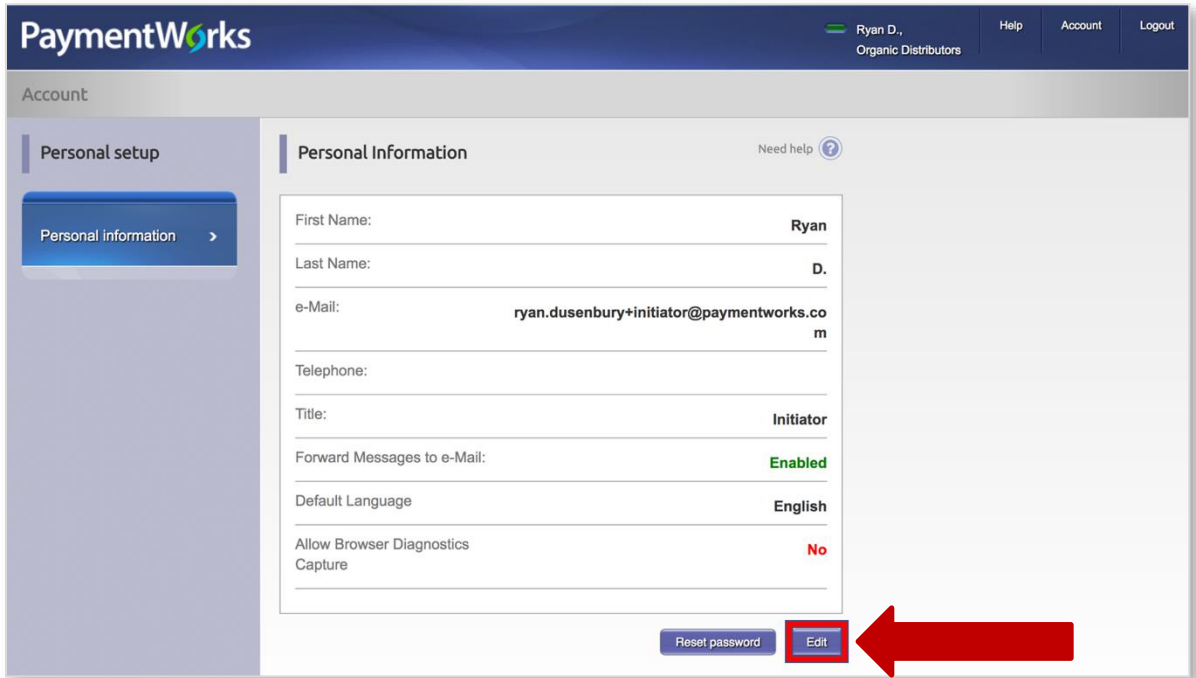 PaymentWorks
Ryan D.,
Organic Distributors
Help
Account
Logout
Account
Personal setup
Personal information
Personal Information
Need help ?
First Name:
Ryan
Last Name:
D.
e-Mail:
ryan.dusenbury+initiator@paymentworks.co
m
Telephone:
Title:
Initiator
Forward Messages to e-Mail:
Enabled
Default Language
English
Allow Browser Diagnostics
Capture
No
Reset password
Edit